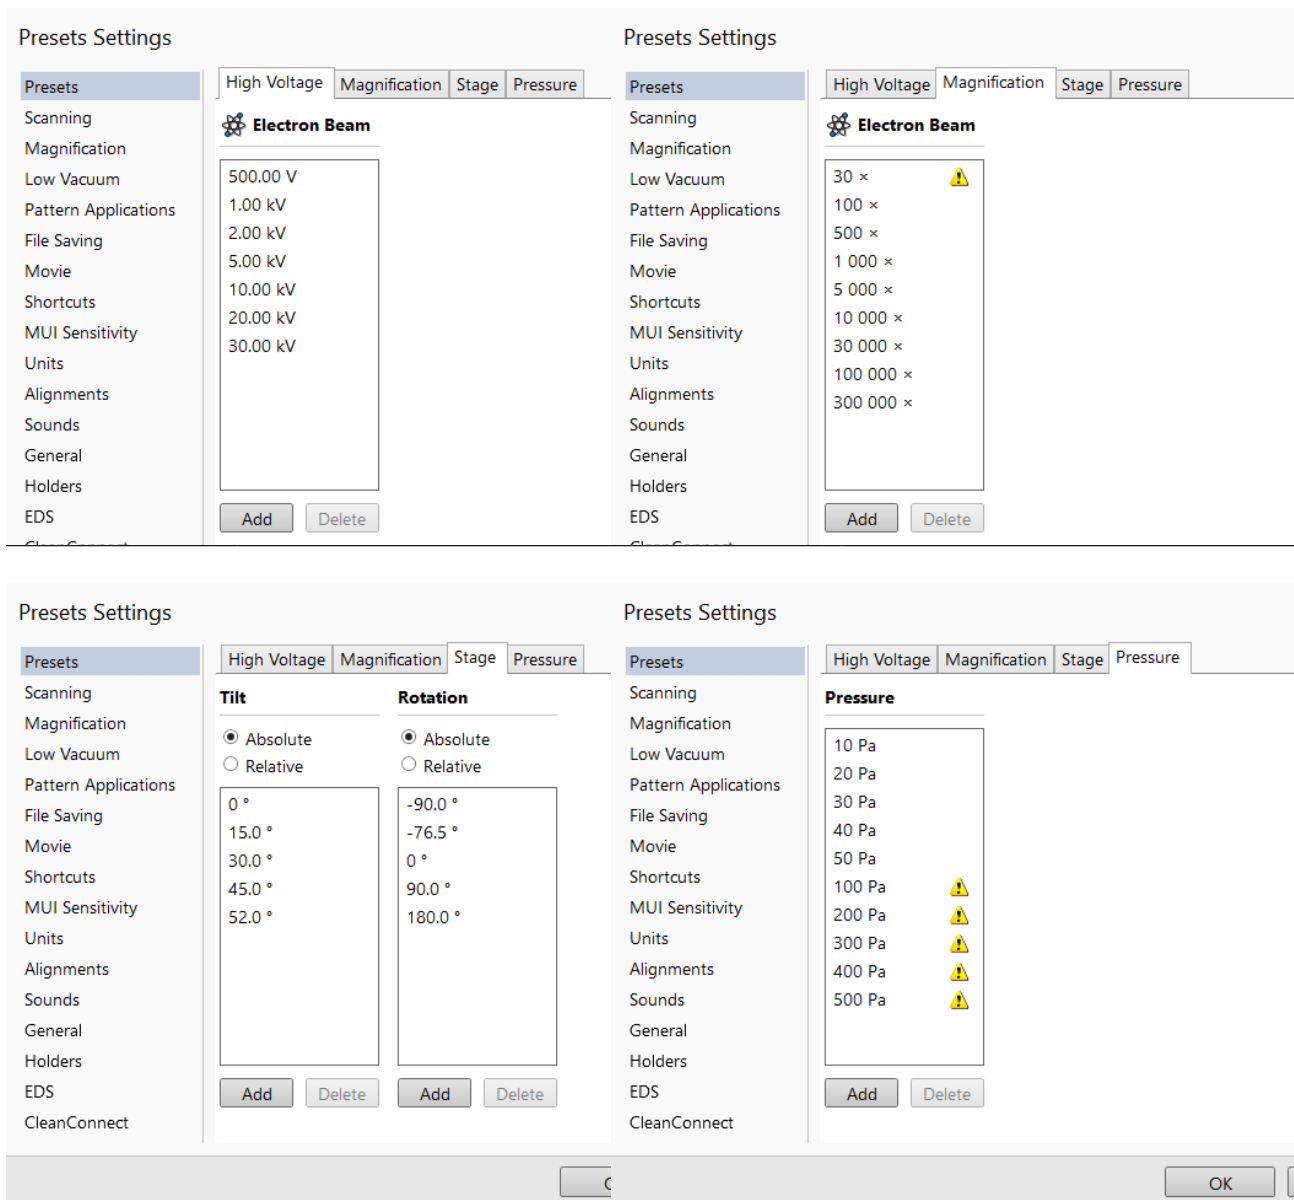 Presets Settings
Presets
Scanning
Magnification
Low Vacuum
Pattern Applications
File Saving
Movie
Shortcuts
MUI Sensitivity
Units
Alignments
Sounds
General
Holders
EDS
CleanConnect
High Voltage Magnification Stage Pressure
Electron Beam
500.00 V
1.00 kV
2.00 kV
5.00 kV
10.00 kV
20.00 kV
30.00 kV
Add Delete
Presets Settings
Presets
Scanning
Magnification
Low Vacuum
Pattern Applications
File Saving
Movie
Shortcuts
MUI Sensitivity
Units
Alignments
Sounds
General
Holders
EDS
CleanConnect
High Voltage Magnification Stage Pressure
Electron Beam
30 ×
100 ×
500 ×
1 000 ×
5 000 ×
10 000 ×
30 000 ×
100 000 ×
300 000 ×
Add Delete
Presets Settings
Presets
Scanning
Magnification
Low Vacuum
Pattern Applications
File Saving
Movie
Shortcuts
MUI Sensitivity
Units
Alignments
Sounds
General
Holders
EDS
CleanConnect
High Voltage Magnification Stage Pressure
Tilt
Absolute
Relative
0 °
15.0 °
30.0 °
45.0 °
52.0 °
Add Delete
Rotation
Absolute
Relative
-90.0 °
-76.5 °
0 °
90.0 °
180.0 °
Add Delete
Presets Settings
Presets
Scanning
Magnification
Low Vacuum
Pattern Applications
File Saving
Movie
Shortcuts
MUI Sensitivity
Units
Alignments
Sounds
General
Holders
EDS
CleanConnect
High Voltage Magnification Stage Pressure
Pressure
10 Pa
20 Pa
30 Pa
40 Pa
50 Pa
100 Pa
200 Pa
300 Pa
400 Pa
500 Pa
Add Delete
OK